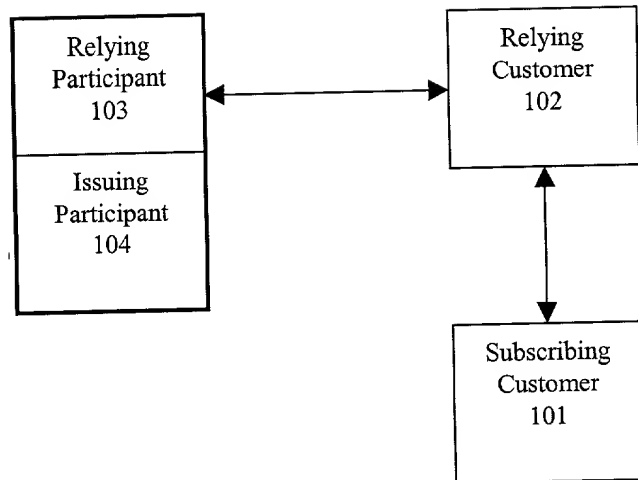 Relying
Participant
103
Relying
Customer
102
Issuing
Participant
104
Subscribing
Customer
101